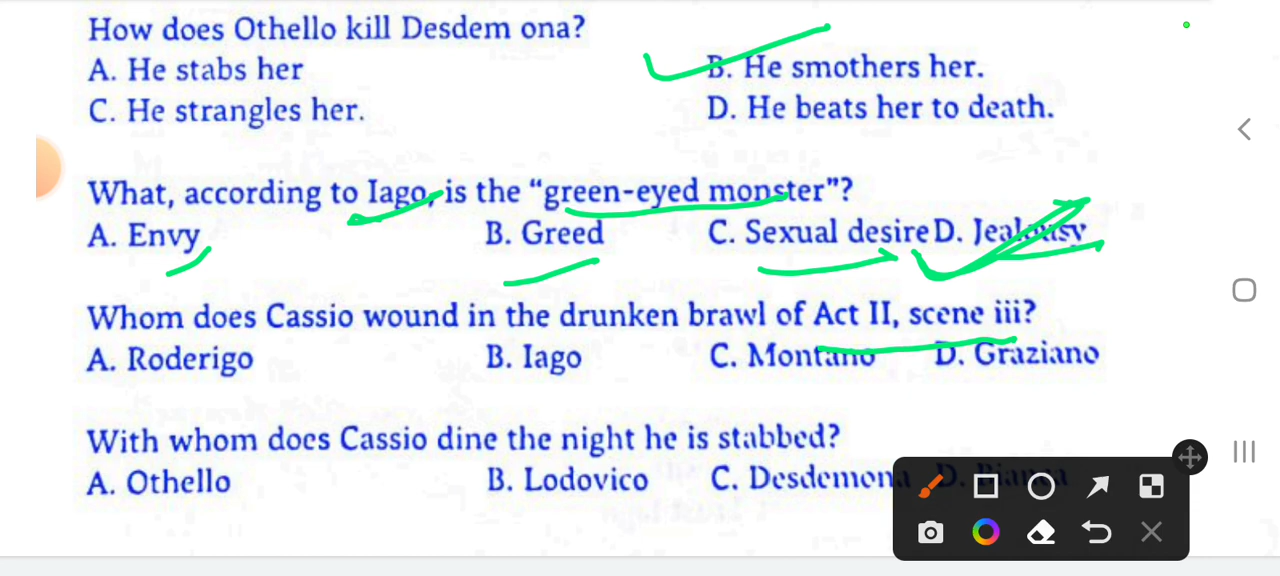 How does Othello kill Desdem ona?
A. He stabs her B. He smothers her.
C. He strangles her. D. He beats her to death.
What, according to Iago, is the “green-eyed monster”?
A. Envy B. Greed C. Sexual desire D. Jealousy
Whom does Cassio wound in the drunken brawl of Act II, scene iii?
A. Roderigo B. Iago C. Montano D. Graziano
With whom does Cassio dine the night he is stabbed?
A. Othello B. Lodovico C. Desdemona D. Bianca